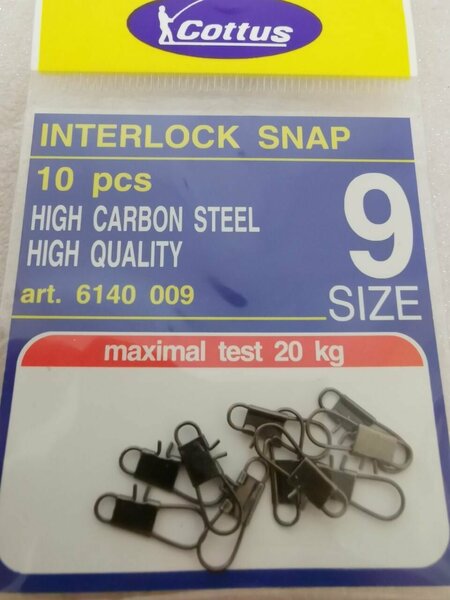 Cottus
INTERLOCK SNAP
10 pcs
HIGH CARBON STEEL
HIGH QUALITY
art. 6140 009
9
SIZE
maximal test 20 kg